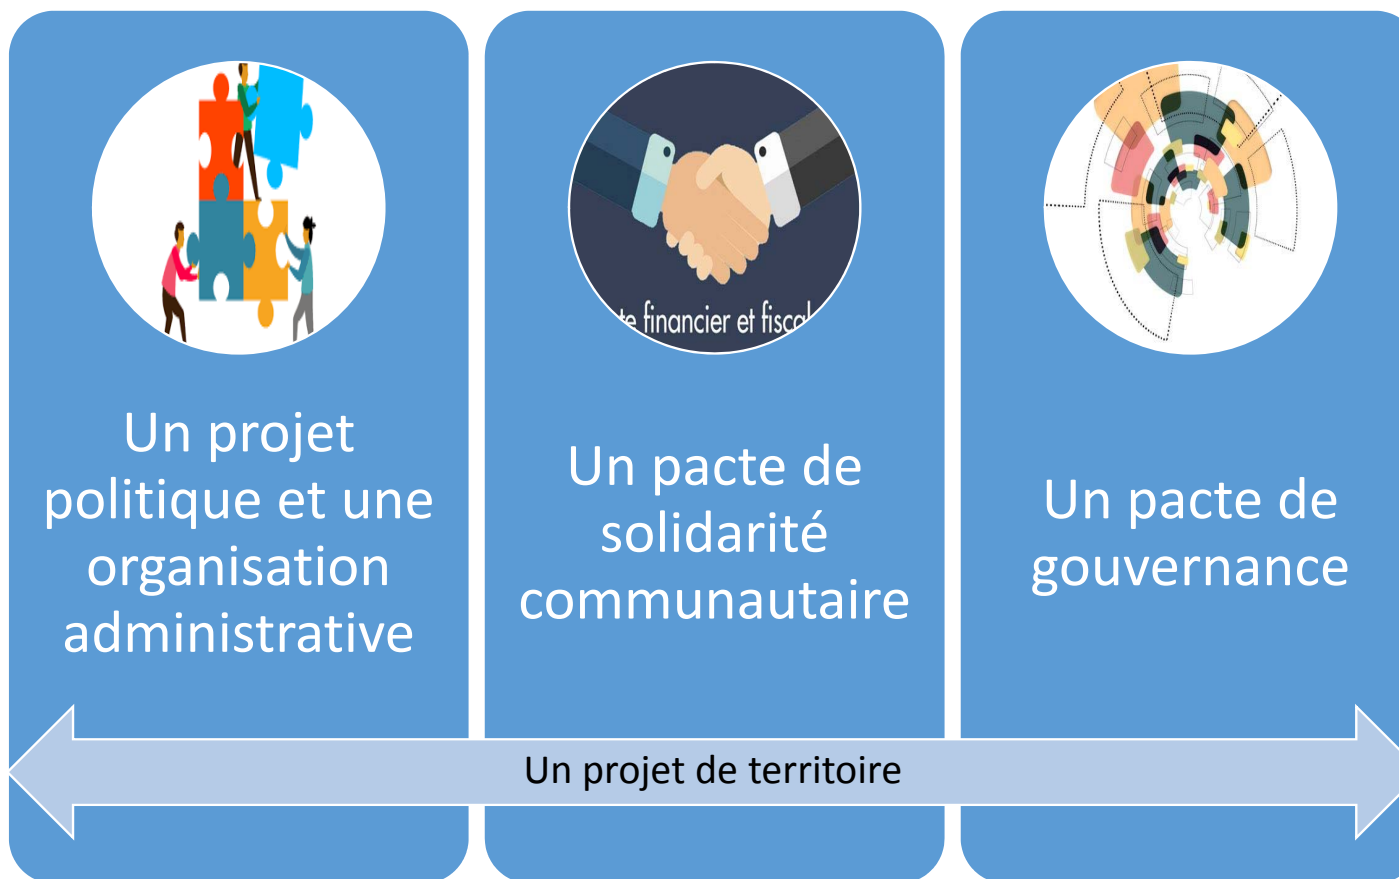 financier et fiscal
Un projet
politique et une
organisation
administrative
Un pacte de
solidarité
communautaire
Un pacte de
gouvernance
Un projet de territoire